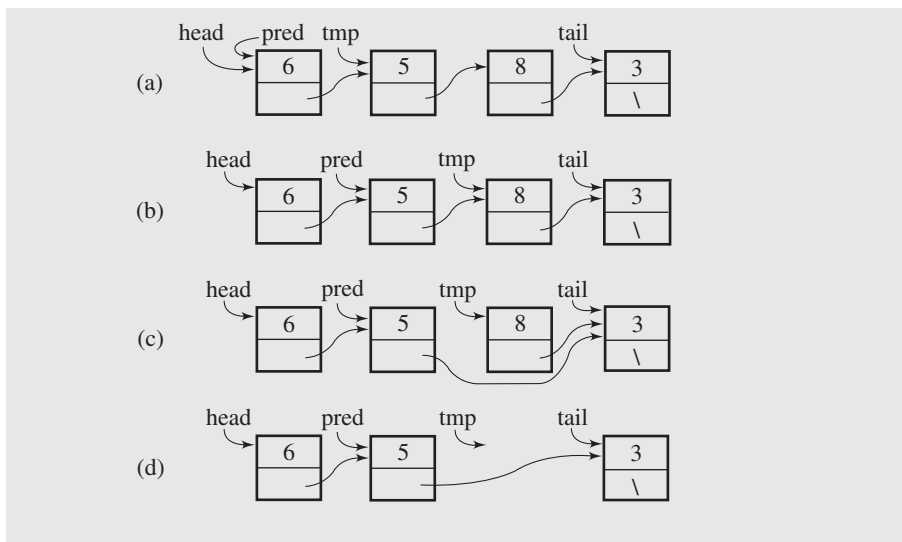 head pred tmp tail
(a) 6 5 8 3
\
head pred tmp tail
(b) 6 5 8 3
\
head pred tmp tail
(c) 6 5 8 3
\
head pred tmp tail
(d) 6 5 3
\